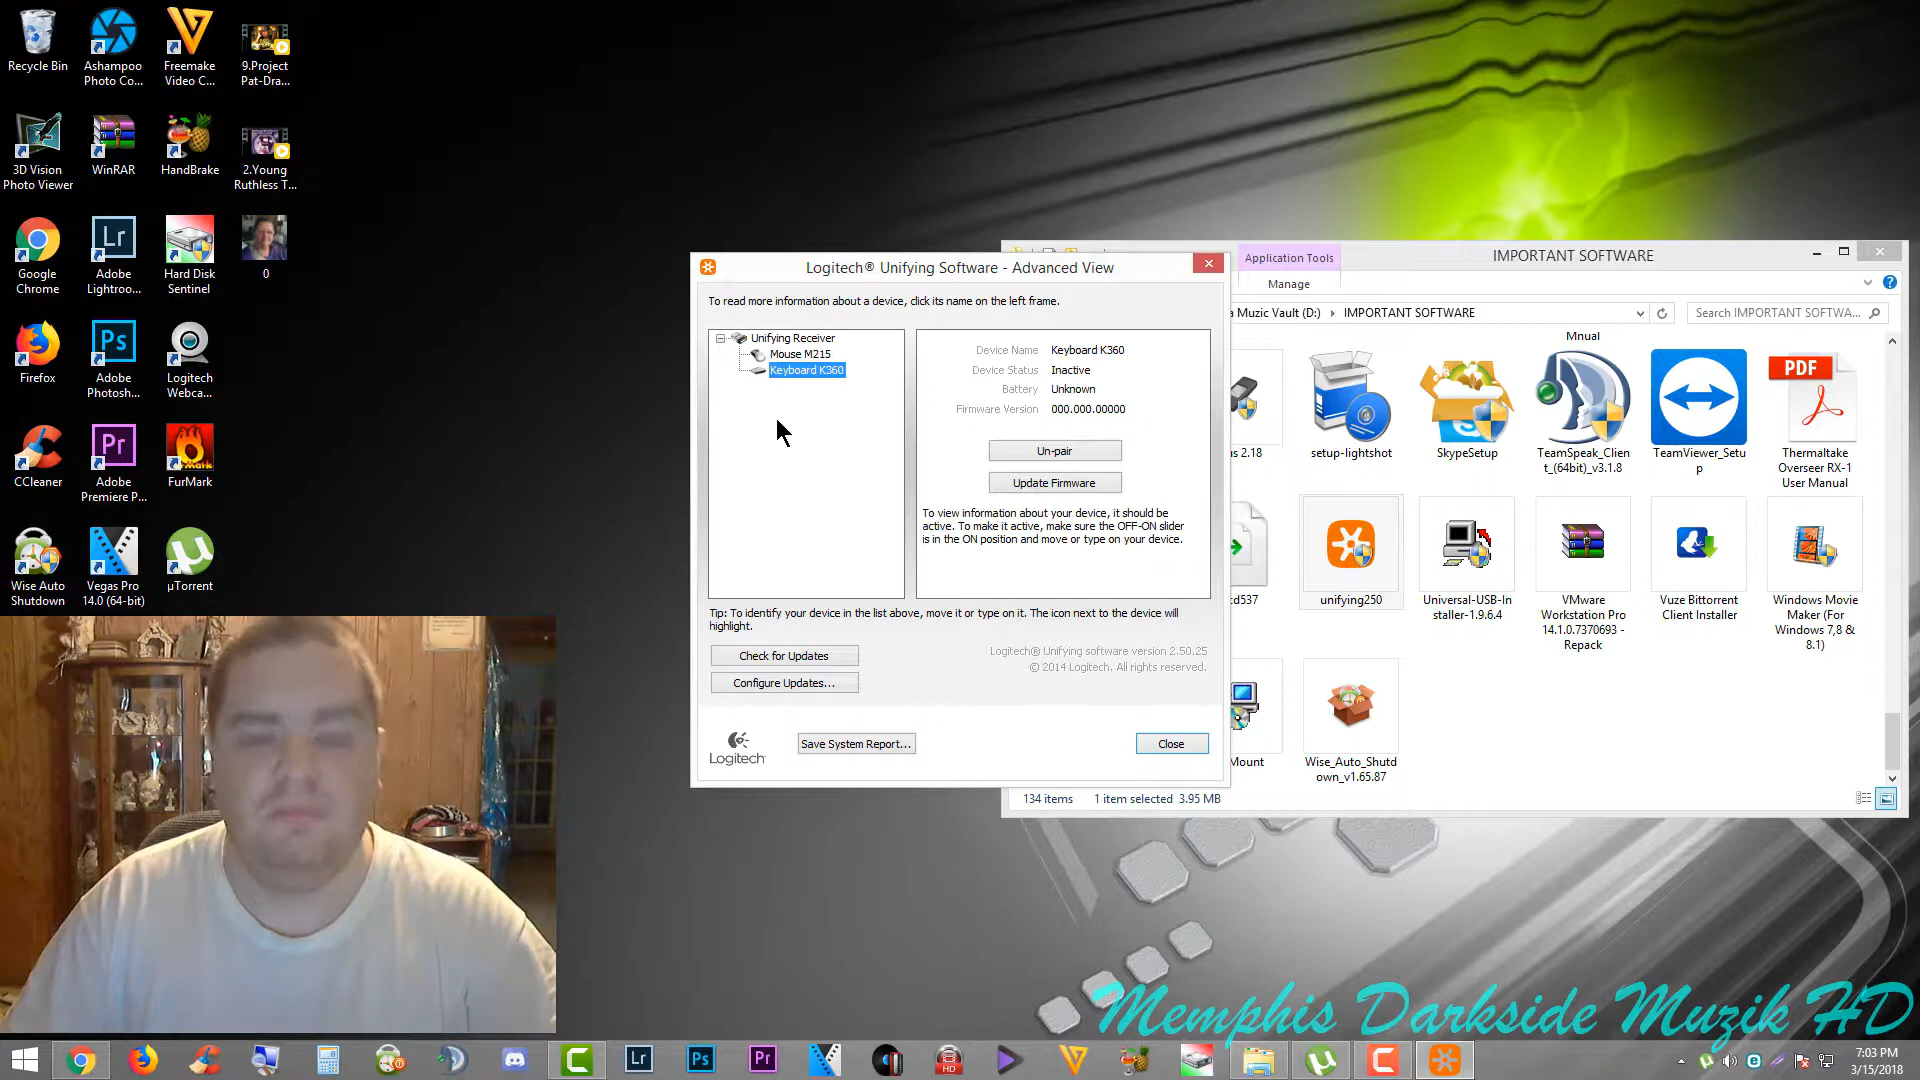 Recycle Bin
Ashampoo
Photo Co...
Freemake
Video C...
9.Project
Pat-Dra...
3D Vision
Photo Viewer
WinRAR
HandBrake
2.Young
Ruthless T...
Google
Chrome
Adobe
Lightroo...
Hard Disk
Sentinel
0
Firefox
Adobe
Photosh...
Logitech
Webca...
CCleaner
Adobe
Premiere P...
FurMark
Wise Auto
Shutdown
Vegas Pro
14.0 (64-bit)
µTorrent
Logitech® Unifying Software - Advanced View
To read more information about a device, click its name on the left frame.
Unifying Receiver
Mouse M215
Keyboard K360
Device Name Keyboard K360
Device Status Inactive
Battery Unknown
Firmware Version 000.000.00000
Un-pair
Update Firmware
To view information about your device, it should be
active. To make it active, make sure the OFF-ON slider
is in the ON position and move or type on your device.
Tip: To identify your device in the list above, move it or type on it. The icon next to the device will
highlight.
Check for Updates
Configure Updates...
Logitech® Unifying software version 2.50.25
© 2014 Logitech. All rights reserved.
Logitech
Save System Report...
Close
Application Tools
IMPORTANT SOFTWARE
Manage
a Muzic Vault (D:) IMPORTANT SOFTWARE
Search IMPORTANT SOFTWA...
Mnual
PDF
us 2.18
setup-lightshot
SkypeSetup
TeamSpeak_Clien
t_(64bit)_v3.1.8
TeamViewer_Setu
p
Thermaltake
Overseer RX-1
User Manual
cd537
unifying250
Universal-USB-In
staller-1.9.6.4
VMware
Workstation Pro
14.1.0.7370693 -
Repack
Vuze Bittorrent
Client Installer
Windows Movie
Maker (For
Windows 7,8 &
8.1)
Mount
Wise_Auto_Shutd
own_v1.65.87
134 items 1 item selected 3.95 MB
Memphis Darkside Muzik HD
7:03 PM
3/15/2018